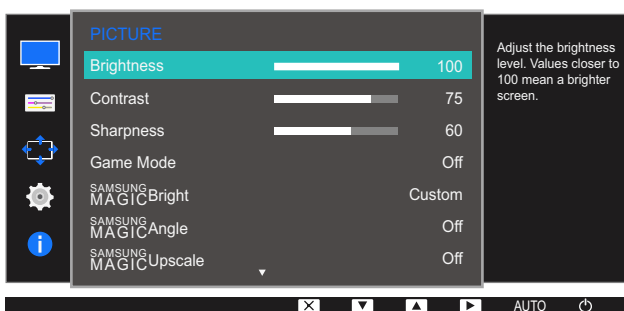 PICTURE
Brightness 100
Contrast 75
Sharpness 60
Game Mode Off
SAMSUNG MAGIC Bright Custom
SAMSUNG MAGIC Angle Off
SAMSUNG MAGIC Upscale Off
Adjust the brightness
level. Values closer to
100 mean a brighter
screen.
AUTO